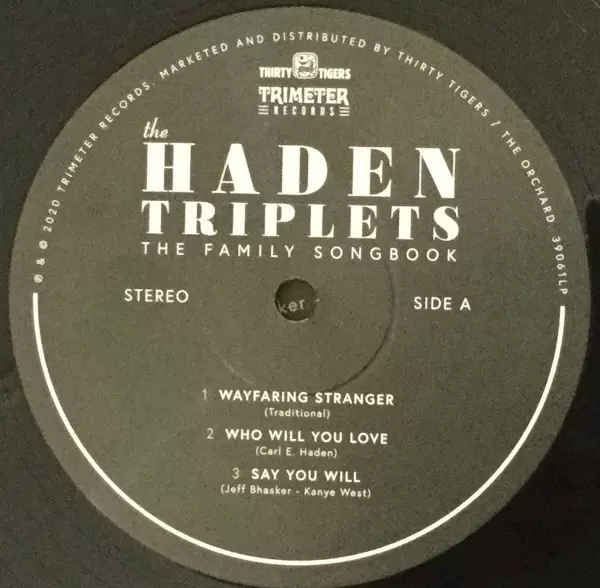 ℗ & © 2020 TRIMETER RECORDS. MARKETED AND DISTRIBUTED BY THIRTY TIGERS / THE ORCHARD. 39061LP
THIRTY TIGERS
TRIMETER
RECORDS
the
HADEN
TRIPLETS
THE FAMILY SONGBOOK
STEREO
SIDE A
1 WAYFARING STRANGER
(Traditional)
2 WHO WILL YOU LOVE
(Carl E. Haden)
3 SAY YOU WILL
(Jeff Bhasker - Kanye West)